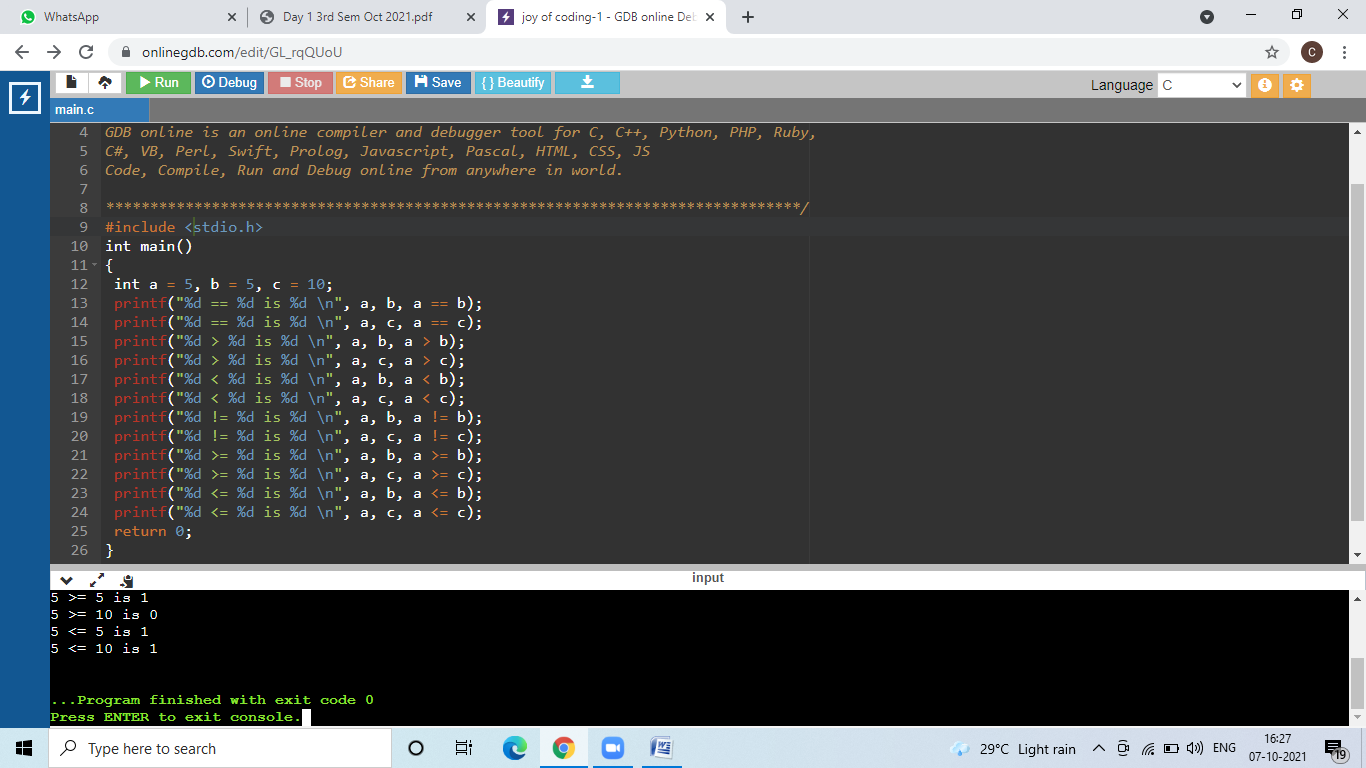 WhatsApp
Day 1 3rd Sem Oct 2021.pdf
joy of coding-1 - GDB online Deb
onlinegdb.com/edit/GL_rqQUoU
C
Run
Debug
Stop
Share
Save
{ } Beautify
Language C
main.c
4 GDB online is an online compiler and debugger tool for C, C++, Python, PHP, Ruby,
5 C#, VB, Perl, Swift, Prolog, Javascript, Pascal, HTML, CSS, JS
6 Code, Compile, Run and Debug online from anywhere in world.
7
8 *******************************************************************************/
9 #include <stdio.h>
10 int main()
11 {
12 int a = 5, b = 5, c = 10;
13 printf("%d == %d is %d \n", a, b, a == b);
14 printf("%d == %d is %d \n", a, c, a == c);
15 printf("%d > %d is %d \n", a, b, a > b);
16 printf("%d > %d is %d \n", a, c, a > c);
17 printf("%d < %d is %d \n", a, b, a < b);
18 printf("%d < %d is %d \n", a, c, a < c);
19 printf("%d != %d is %d \n", a, b, a != b);
20 printf("%d != %d is %d \n", a, c, a != c);
21 printf("%d >= %d is %d \n", a, b, a >= b);
22 printf("%d >= %d is %d \n", a, c, a >= c);
23 printf("%d <= %d is %d \n", a, b, a <= b);
24 printf("%d <= %d is %d \n", a, c, a <= c);
25 return 0;
26 }
input
5 >= 5 is 1
5 >= 10 is 0
5 <= 5 is 1
5 <= 10 is 1
...Program finished with exit code 0
Press ENTER to exit console.
Type here to search
29°C Light rain
ENG
16:27
07-10-2021
19